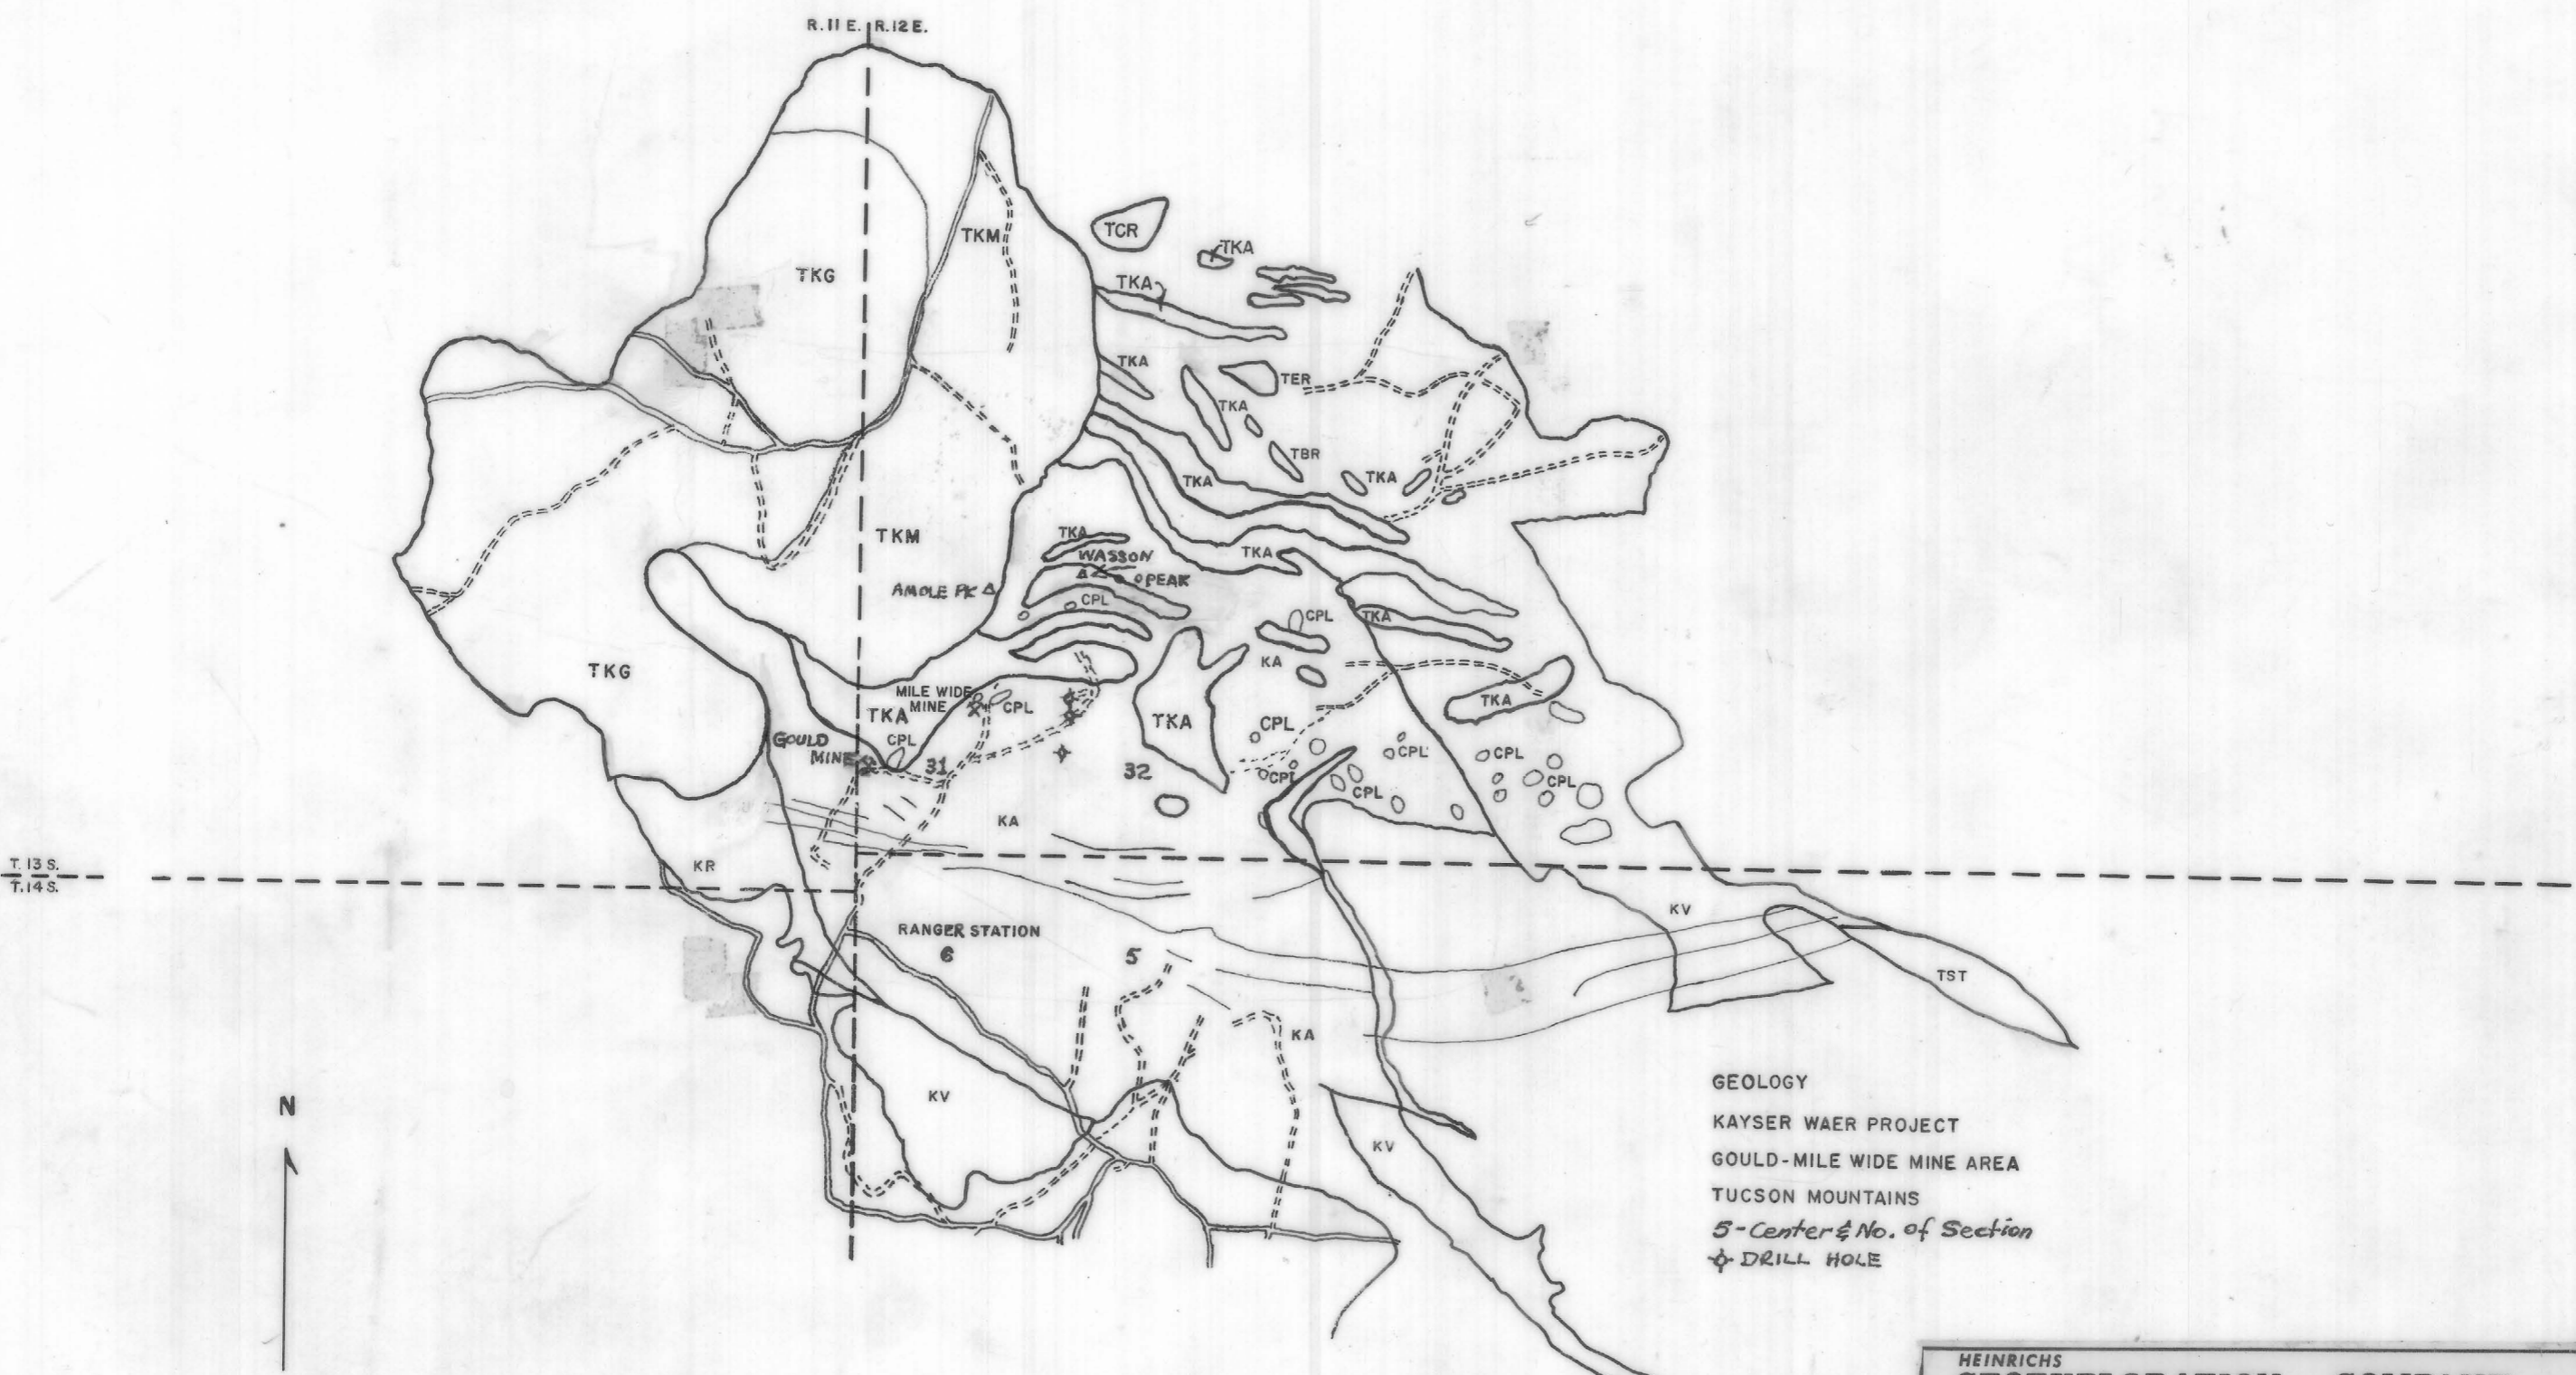 R.11 E. R.12 E.
TCR
TKM
TKA
TKG
TKA
TKA
TER
TKA
TBR
TKA
TKA
TKM
TKA
WASSON
PEAK
TKA
AMOLE PK
CPL
CPL
TKA
KA
TKG
MILE WIDE
MINE
CPL
TKA
TKA
TKA
CPL
GOULD
MINE
CPL
31
32
CPL
CPL
CPL
CPL
CPL
KA
T. 13 S.
T. 14 S.
KR
KV
RANGER STATION
6
5
TST
KA
KV
KV
N
GEOLOGY
KAYSER WAER PROJECT
GOULD-MILE WIDE MINE AREA
TUCSON MOUNTAINS
5-Center & No. of Section
DRILL HOLE
HEINRICHS